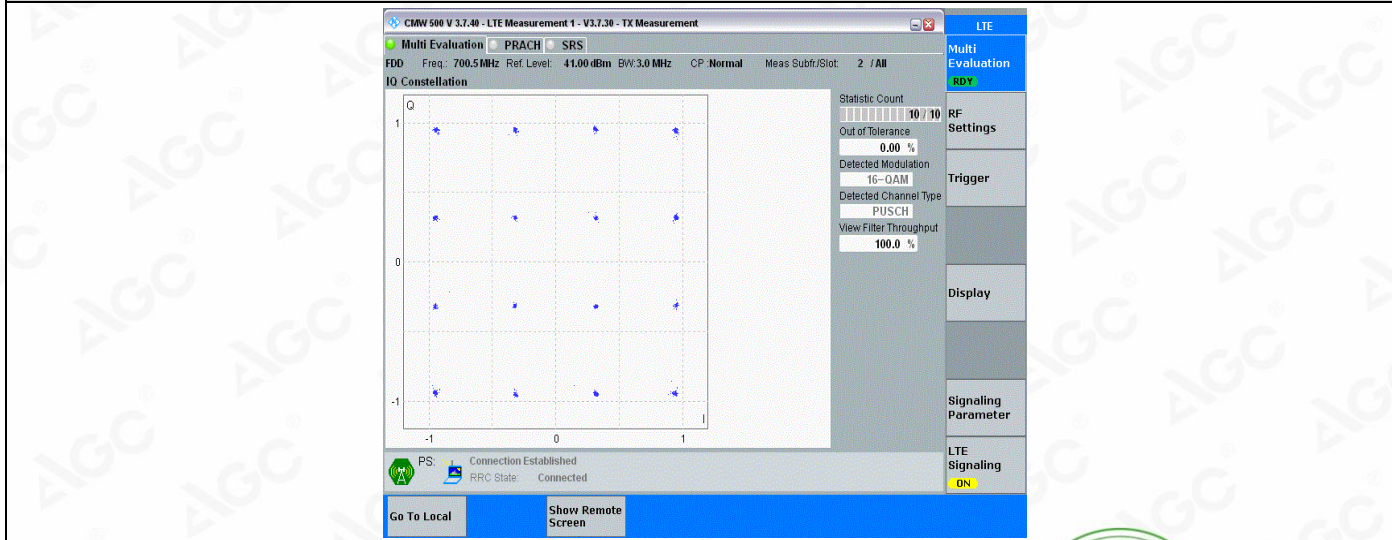 CMW 500 V 3.7.40 - LTE Measurement 1 - V3.7.30 - TX Measurement
LTE
Multi Evaluation PRACH SRS
FDD Freq.: 700.5 MHz Ref. Level: 41.00 dBm BW: 3.0 MHz CP :Normal Meas Subfr./Slot: 2 / All
IQ Constellation
Q
1
0
-1
I
-1 0 1
Statistic Count
10 / 10
Out of Tolerance
0.00 %
Detected Modulation
16-QAM
Detected Channel Type
PUSCH
View Filter Throughput
100.0 %
Multi
Evaluation
RDY
RF
Settings
Trigger
Display
Signaling
Parameter
LTE
Signaling
ON
PS: Connection Established
RRC State: Connected
Go To Local
Show Remote
Screen
AGC